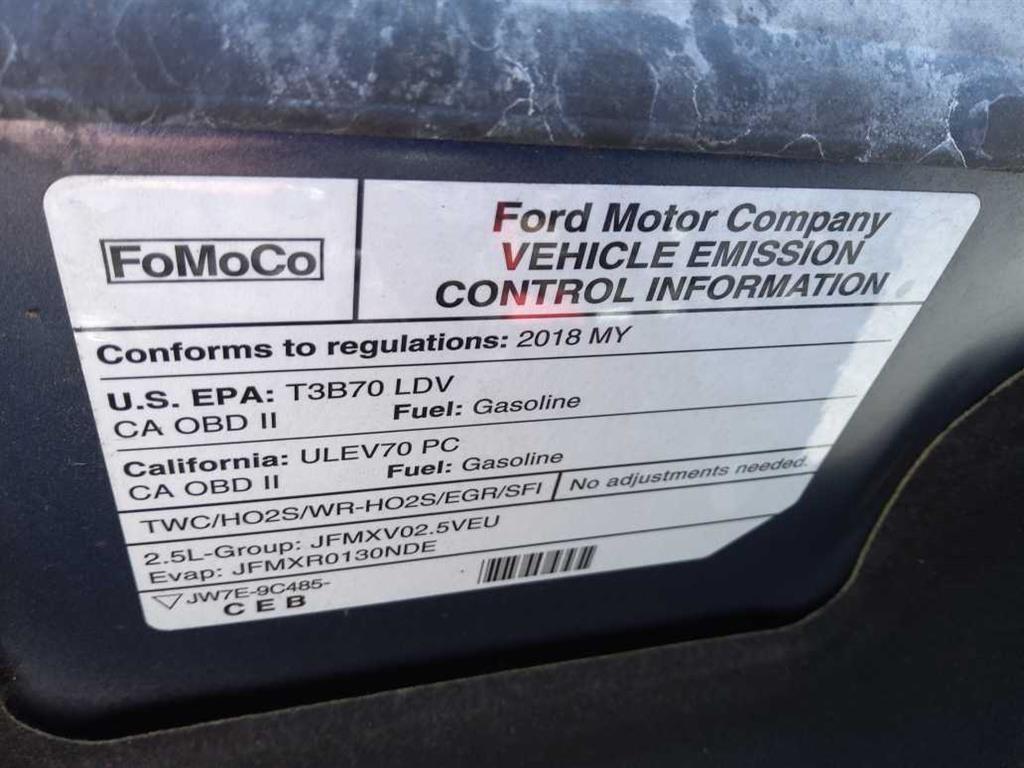 FoMoCo
Ford Motor Company
VEHICLE EMISSION
CONTROL INFORMATION
Conforms to regulations: 2018 MY
U.S. EPA: T3B70 LDV
CA OBD II Fuel: Gasoline
California: ULEV70 PC
CA OBD II Fuel: Gasoline
TWC/HO2S/WR-HO2S/EGR/SFI No adjustments needed.
2.5L-Group: JFMXV02.5VEU
Evap: JFMXR0130NDE
JW7E-9C485-
CEB